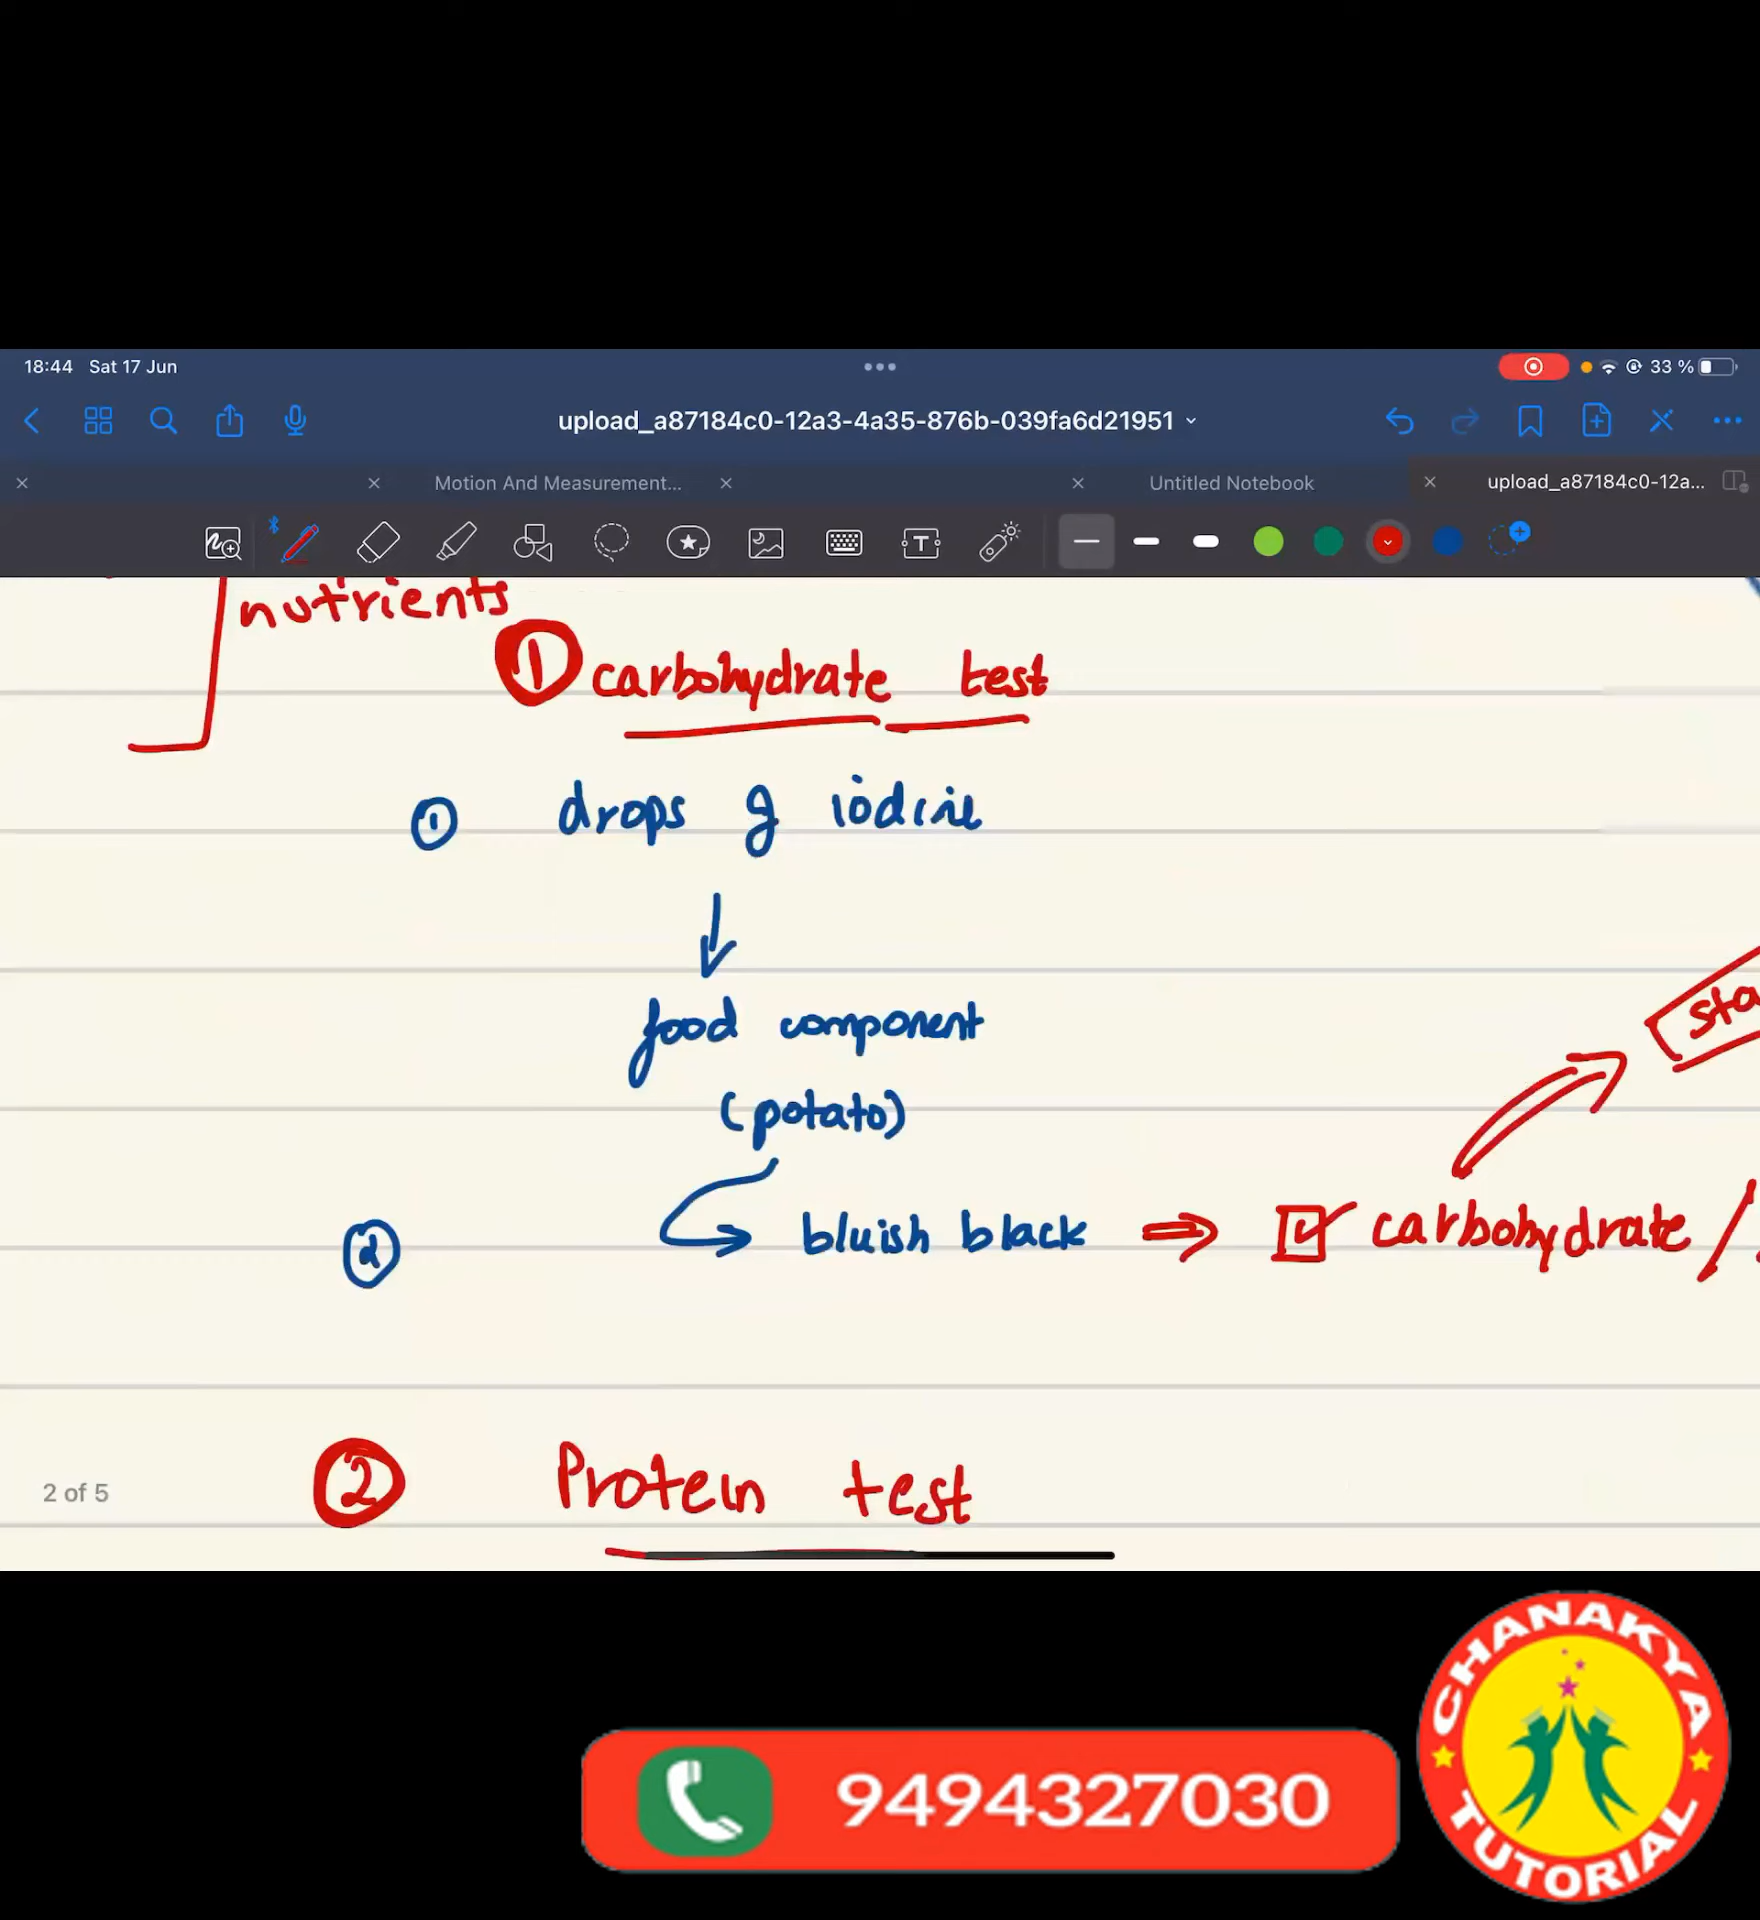 18:44 Sat 17 Jun
33 %
upload_a87184c0-12a3-4a35-876b-039fa6d21951
Motion And Measurement...
Untitled Notebook
upload_a87184c0-12a...
nutrients
① carbohydrate test
① drops of iodine
food component
(potato)
sta
② bluish black ⇒ ☑ carbohydrate /
② Protein test
2 of 5
9494327030
CHANAKYA
TUTORIAL